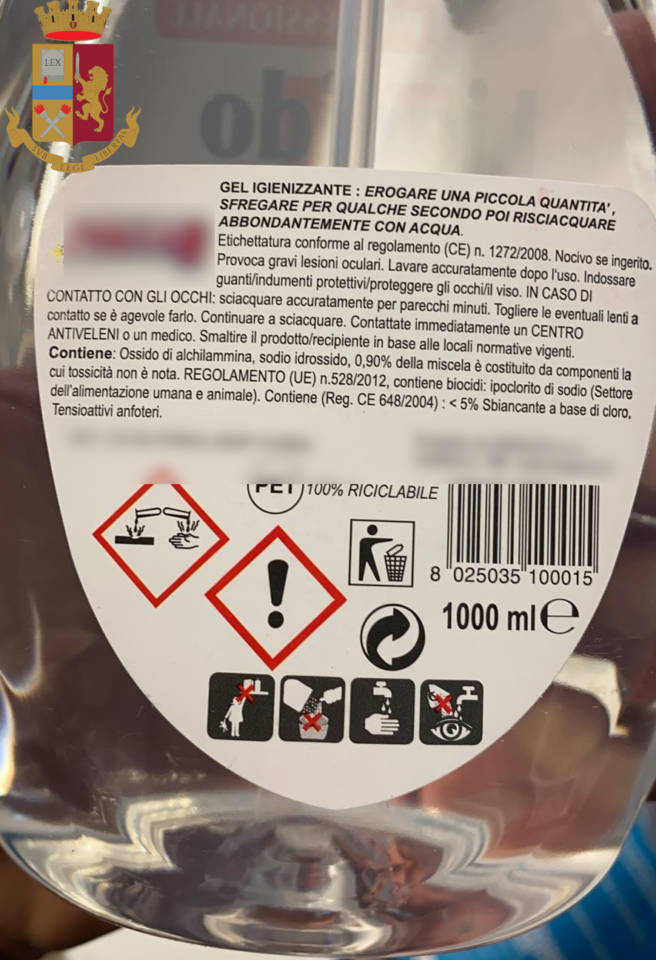 LEX
SVB LEGE LIBERTAS
GEL IGIENIZZANTE : EROGARE UNA PICCOLA QUANTITA',
SFREGARE PER QUALCHE SECONDO POI RISCIACQUARE
ABBONDANTEMENTE CON ACQUA.
Etichettatura conforme al regolamento (CE) n. 1272/2008. Nocivo se ingerito.
Provoca gravi lesioni oculari. Lavare accuratamente dopo l'uso. Indossare
guanti/indumenti protettivi/proteggere gli occhi/il viso. IN CASO DI
CONTATTO CON GLI OCCHI: sciacquare accuratamente per parecchi minuti. Togliere le eventuali lenti a
contatto se è agevole farlo. Continuare a sciacquare. Contattate immediatamente un CENTRO
ANTIVELENI o un medico. Smaltire il prodotto/recipiente in base alle locali normative vigenti.
Contiene: Ossido di alchilammina, sodio idrossido, 0,90% della miscela è costituito da componenti la
cui tossicità non è nota. REGOLAMENTO (UE) n.528/2012, contiene biocidi: ipoclorito di sodio (Settore
dell'alimentazione umana e animale). Contiene (Reg. CE 648/2004) : < 5% Sbiancante a base di cloro,
Tensioattivi anfoteri.
PET 100% RICICLABILE
8 025035 100015
1000 ml e